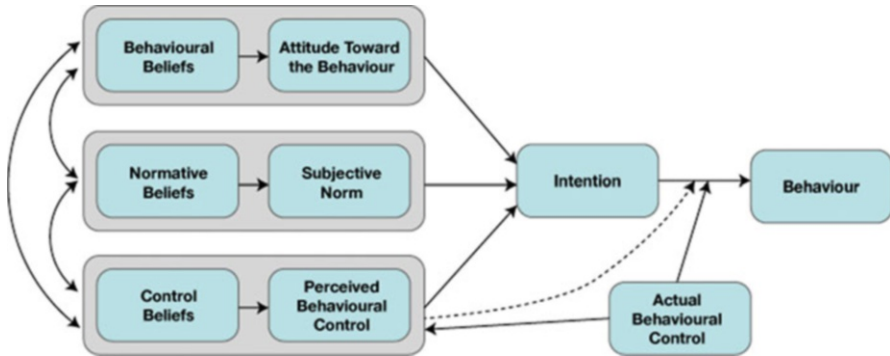 Behavioural
Beliefs
Attitude Toward
the Behaviour
Normative
Beliefs
Subjective
Norm
Control
Beliefs
Perceived
Behavioural
Control
Intention
Behaviour
Actual
Behavioural
Control